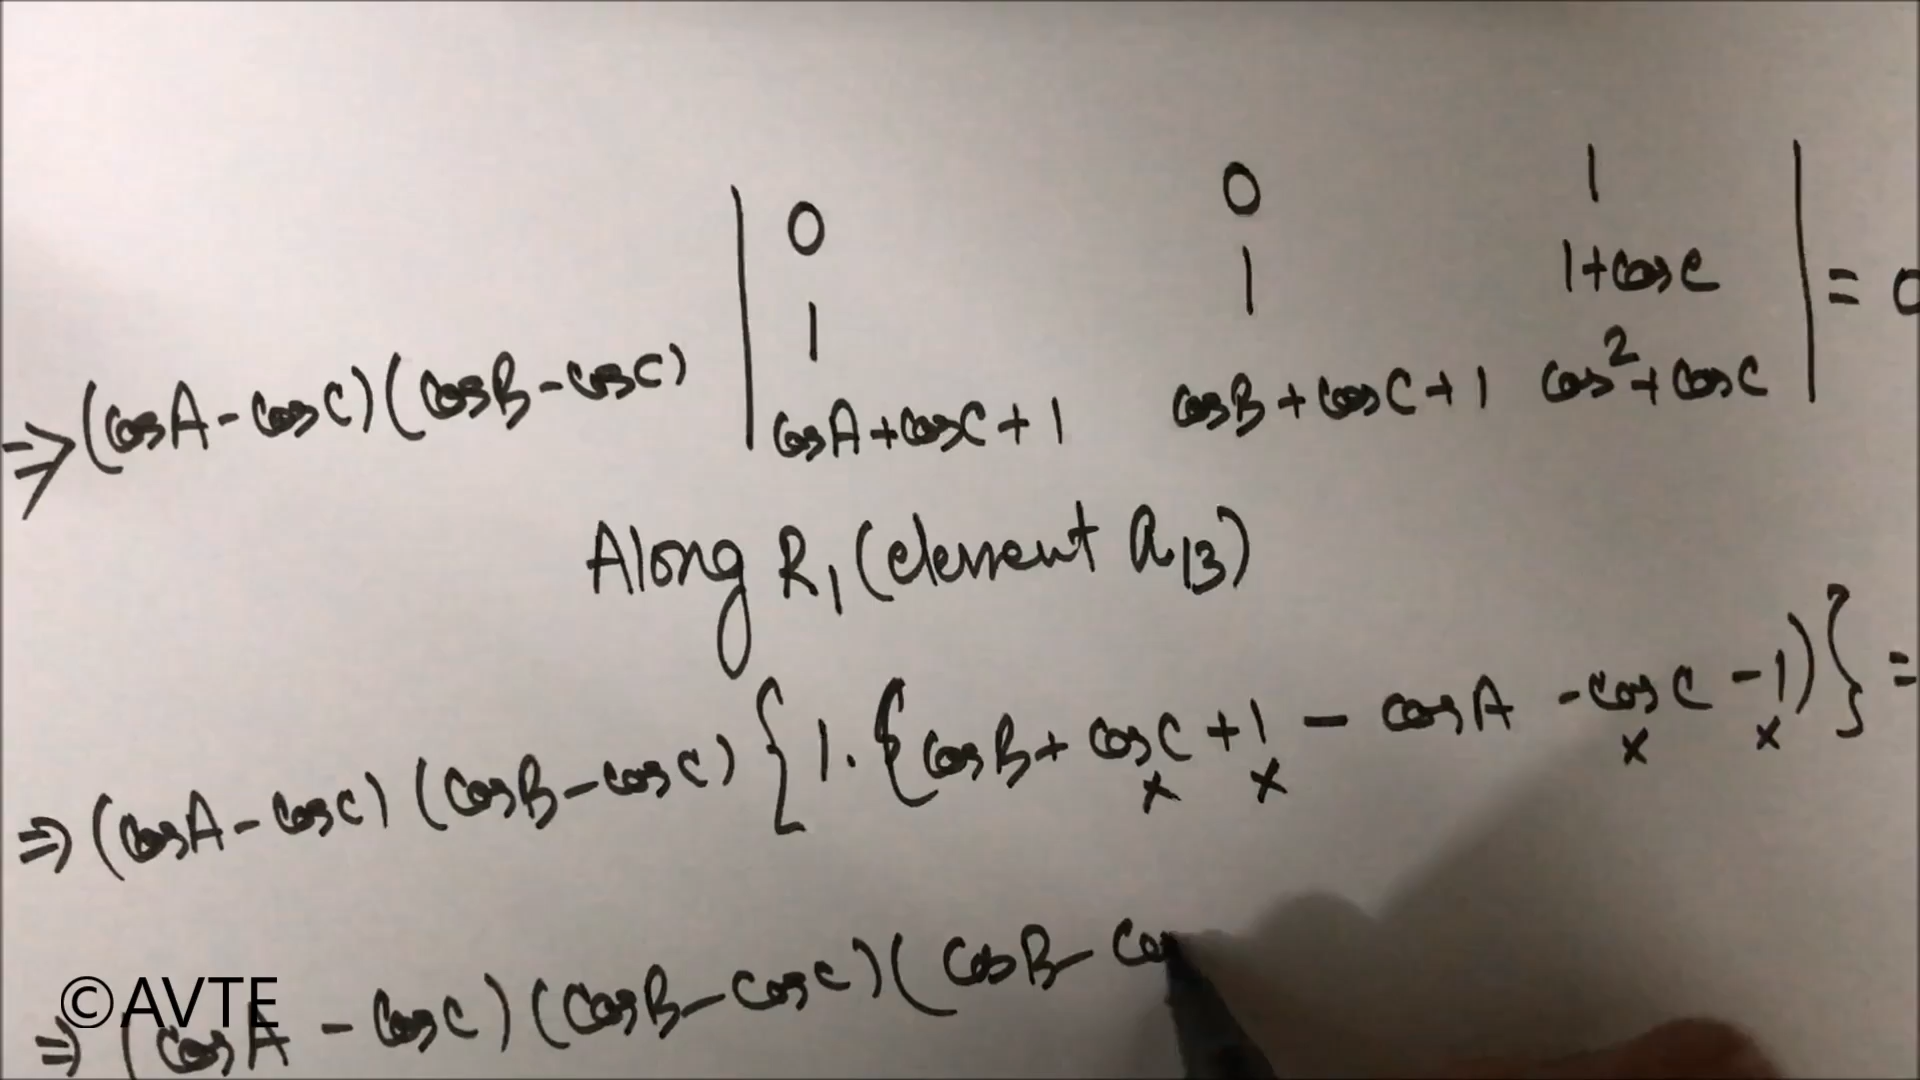 0 0 1
1 1 1+cosC
⇒ (cosA - cosC) (cosB - cosC) | cosA + cosC + 1 cosB + cosC + 1 cos²+ cosC | = 0
Along R₁ (element a₁₃)
⇒ (cosA - cosC) (cosB - cosC) { 1. { cosB + cosC + 1 - cosA - cosC - 1) } =
x x x x
⇒ (cosA - cosC) (cosB - cosC) ( cosB - cos
©AVTE